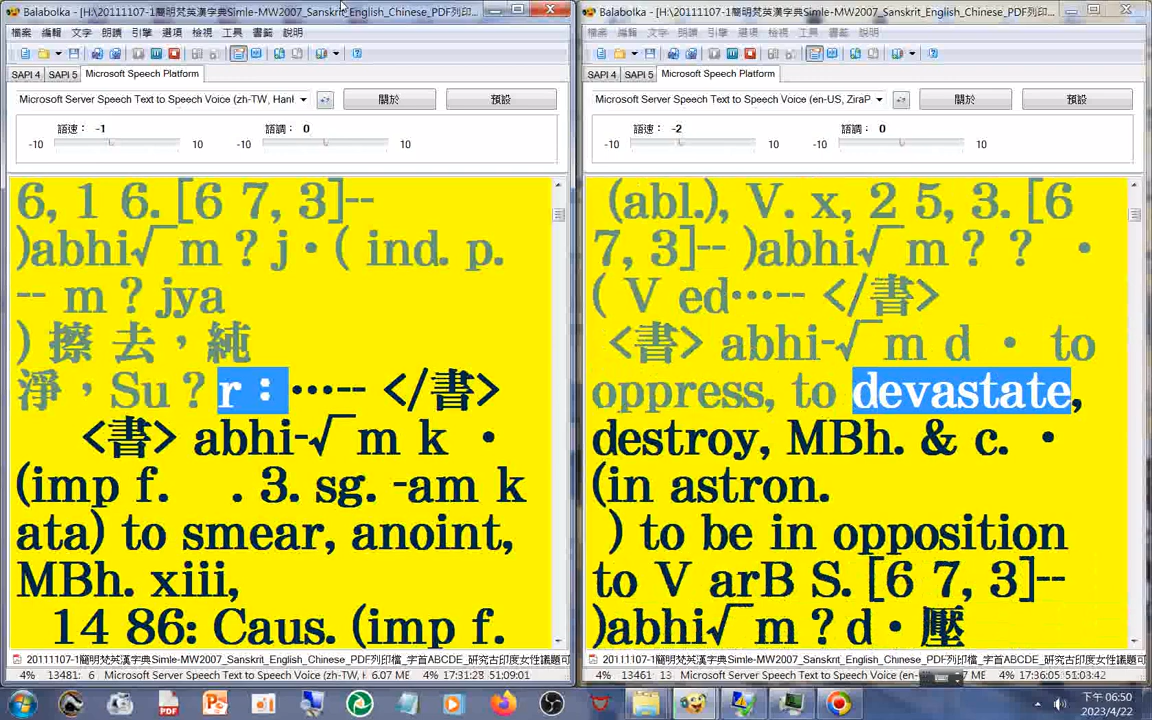 Balabolka - [H:\20111107-1簡明梵英漢字典Simle-MW2007_Sanskrit_English_Chinese_PDF列印...
檔案 編輯 文字 朗讀 引擎 選項 檢視 工具 書籤 說明
SAPI 4 SAPI 5 Microsoft Speech Platform
Microsoft Server Speech Text to Speech Voice (zh-TW, Hanl
關於 預設
語速： -1 語調： 0
-10 10 -10 10
6, 1 6. [6 7, 3]--
)abhi√ m？j‧( ind. p.
-- m？jya
) 擦 去，純
淨，Su？r：…-- </書>
<書> abhi-√ m k ‧
(imp f. . 3. sg. -am k
ata) to smear, anoint,
MBh. xiii,
14 86: Caus. (imp f.
20111107-1簡明梵英漢字典Simle-MW2007_Sanskrit_English_Chinese_PDF列印檔_字首ABCDE_研究古印度女性議題可
4% 13481: 6 Microsoft Server Speech Text to Speech Voice (zh-TW, 6.07 ME 4% 17:31:28 51:09:01
Balabolka - [H:\20111107-1簡明梵英漢字典Simle-MW2007_Sanskrit_English_Chinese_PDF列印...
檔案 編輯 文字 朗讀 引擎 選項 檢視 工具 書籤 說明
SAPI 4 SAPI 5 Microsoft Speech Platform
Microsoft Server Speech Text to Speech Voice (en-US, ZiraP
關於 預設
語速： -2 語調： 0
-10 10 -10 10
(abl.), V. x, 2 5, 3. [6
7, 3]-- )abhi√ m？？ ‧
( V ed…-- </書>
<書> abhi-√ m d ‧ to
oppress, to devastate,
destroy, MBh. & c. ‧
(in astron.
) to be in opposition
to V arB S. [6 7, 3]--
)abhi√ m？d‧壓
20111107-1簡明梵英漢字典Simle-MW2007_Sanskrit_English_Chinese_PDF列印檔_字首ABCDE_研究古印度女性議題可
4% 13461: 13 Microsoft Server Speech Text to Speech Voice (en- 4% 17:36:05 51:03:42
下午 06:50
2023/4/22